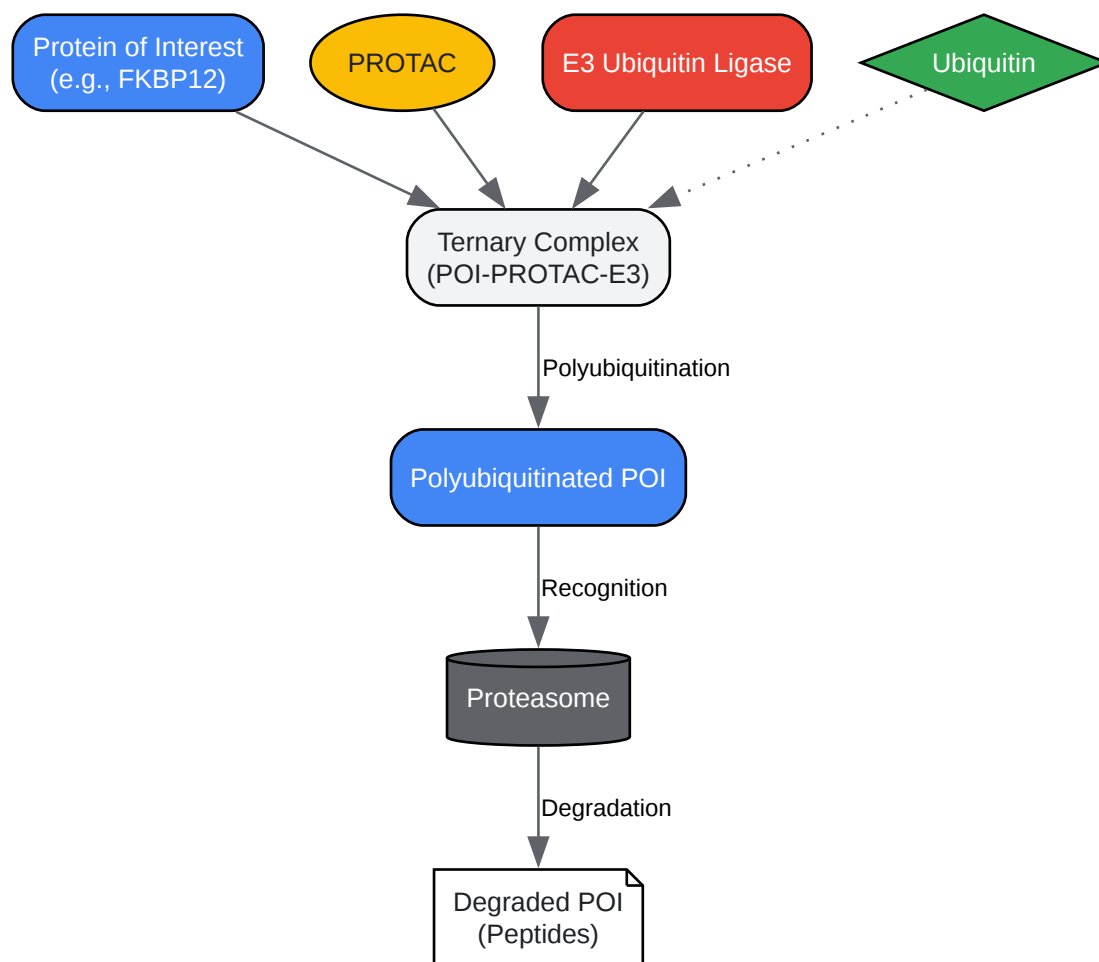 Protein of Interest
(e.g., FKBP12)
PROTAC
E3 Ubiquitin Ligase
Ubiquitin
Ternary Complex
(POI-PROTAC-E3)
Polyubiquitination
Polyubiquitinated POI
Recognition
Proteasome
Degradation
Degraded POI
(Peptides)